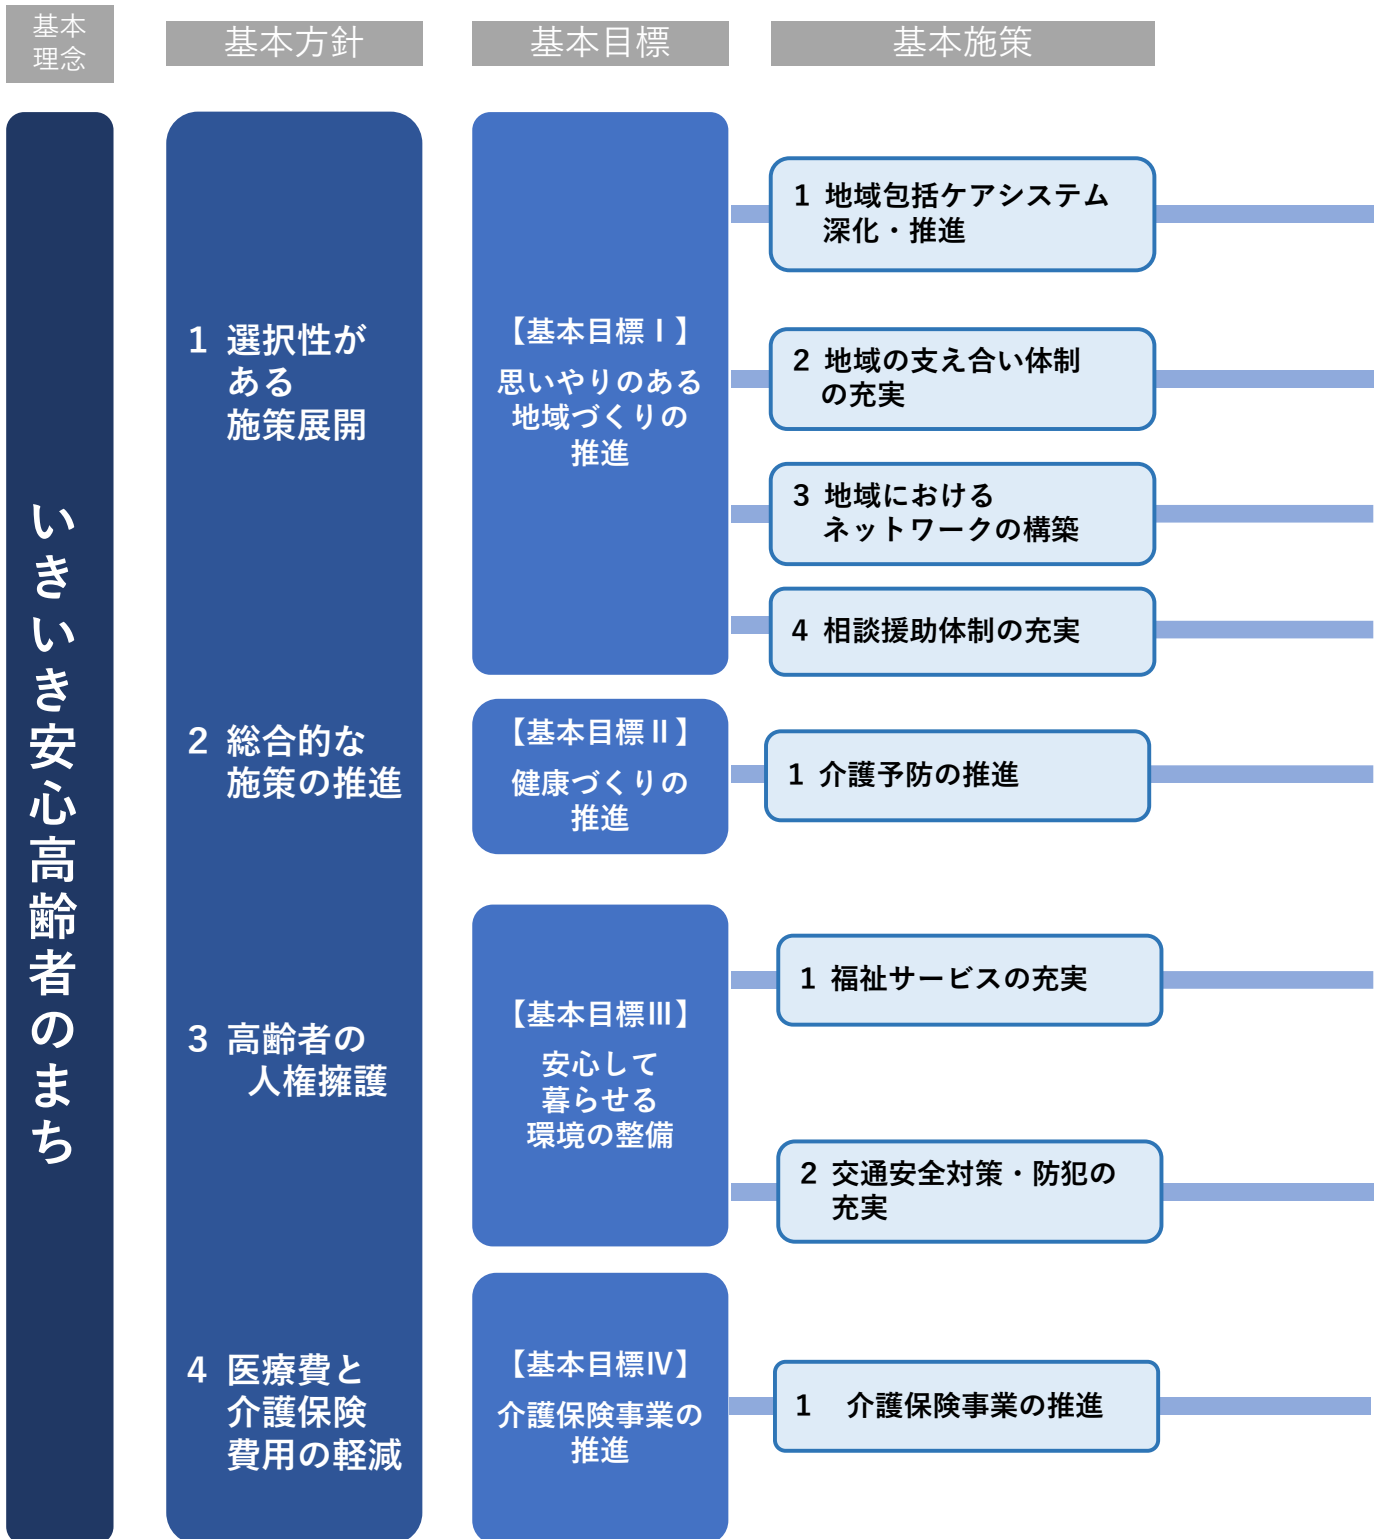 基本
理念
基本方針
基本目標
基本施策
いきいき安心高齢者のまち
1 選択性が
ある
施策展開
2 総合的な
施策の推進
3 高齢者の
人権擁護
4 医療費と
介護保険
費用の軽減
【基本目標Ⅰ】
思いやりのある
地域づくりの
推進
1 地域包括ケアシステム
深化・推進
2 地域の支え合い体制
の充実
3 地域における
ネットワークの構築
4 相談援助体制の充実
【基本目標Ⅱ】
健康づくりの
推進
1 介護予防の推進
【基本目標Ⅲ】
安心して
暮らせる
環境の整備
1 福祉サービスの充実
2 交通安全対策・防犯の
充実
【基本目標Ⅳ】
介護保険事業の
推進
1 介護保険事業の推進